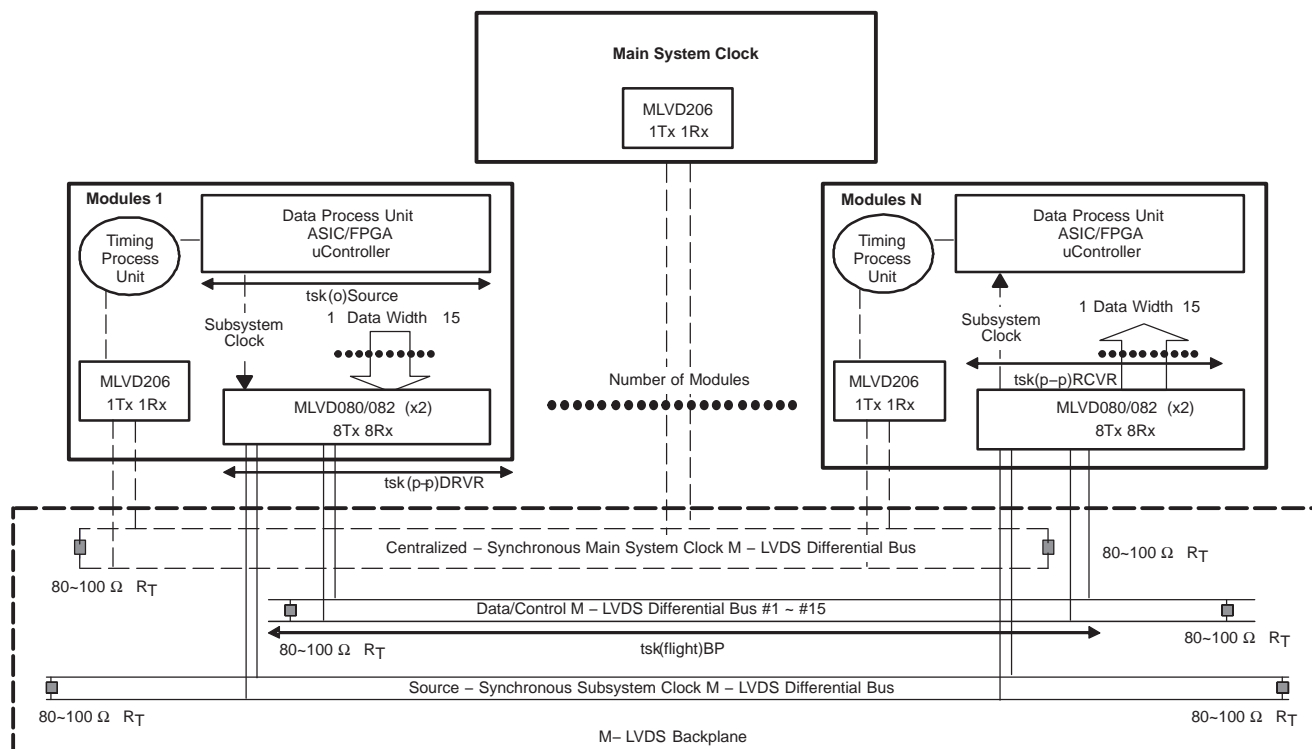 Main System Clock
MLVD206
1Tx 1Rx
Modules 1
Timing
Process
Unit
Data Process Unit
ASIC/FPGA
uController
tsk(o)Source
1 Data Width 15
Subsystem
Clock
MLVD206
1Tx 1Rx
MLVD080/082 (x2)
8Tx 8Rx
tsk(p-p)DRVR
Number of Modules
Modules N
Timing
Process
Unit
Data Process Unit
ASIC/FPGA
uController
1 Data Width 15
Subsystem
Clock
tsk(p−p)RCVR
MLVD206
1Tx 1Rx
MLVD080/082 (x2)
8Tx 8Rx
Centralized − Synchronous Main System Clock M − LVDS Differential Bus
80~100 Ω RT
80~100 Ω RT
Data/Control M − LVDS Differential Bus #1 ~ #15
80~100 Ω RT
tsk(flight)BP
80~100 Ω RT
Source − Synchronous Subsystem Clock M − LVDS Differential Bus
80~100 Ω RT
80~100 Ω RT
M− LVDS Backplane